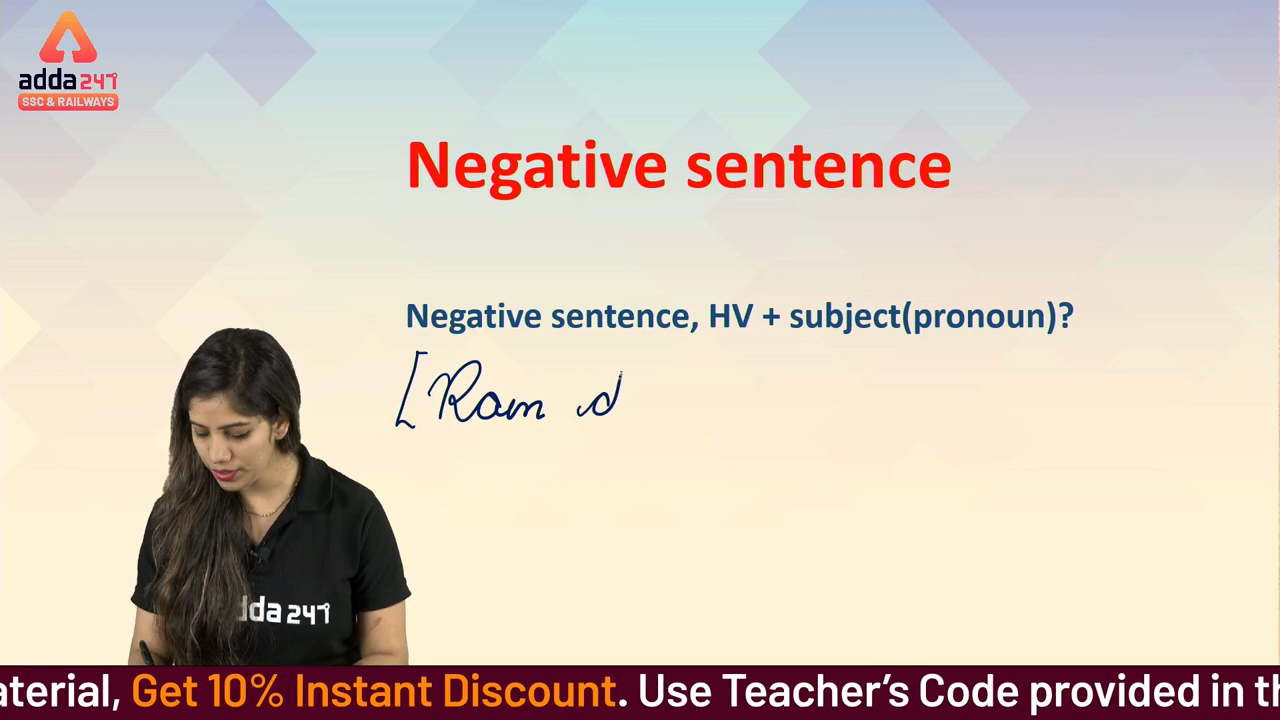 adda247
SSC & RAILWAYS
Negative sentence
Negative sentence, HV + subject(pronoun)?
[Ram d
adda247
aterial, Get 10% Instant Discount. Use Teacher’s Code provided in th